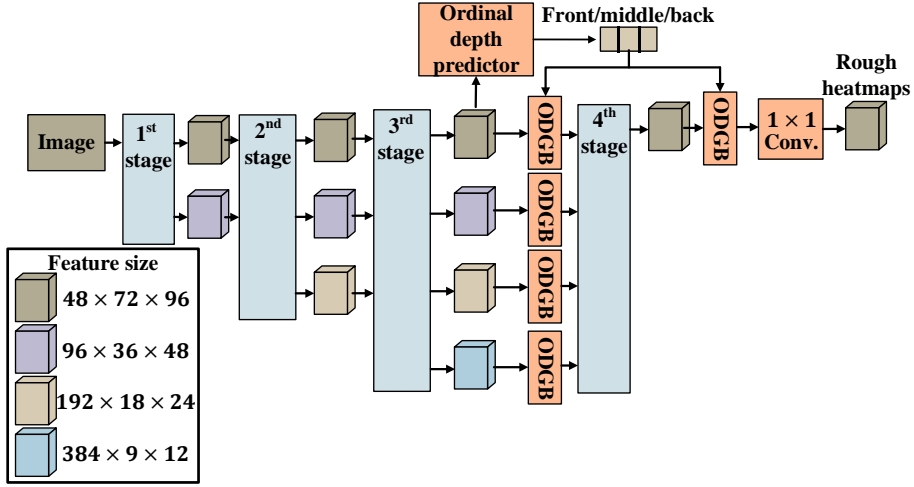 Ordinal
depth
predictor
Front/middle/back
Rough
heatmaps
Image
1st
stage
2nd
stage
3rd
stage
ODGB
4th
stage
ODGB
1 × 1
Conv.
ODGB
ODGB
ODGB
Feature size
48 × 72 × 96
96 × 36 × 48
192 × 18 × 24
384 × 9 × 12